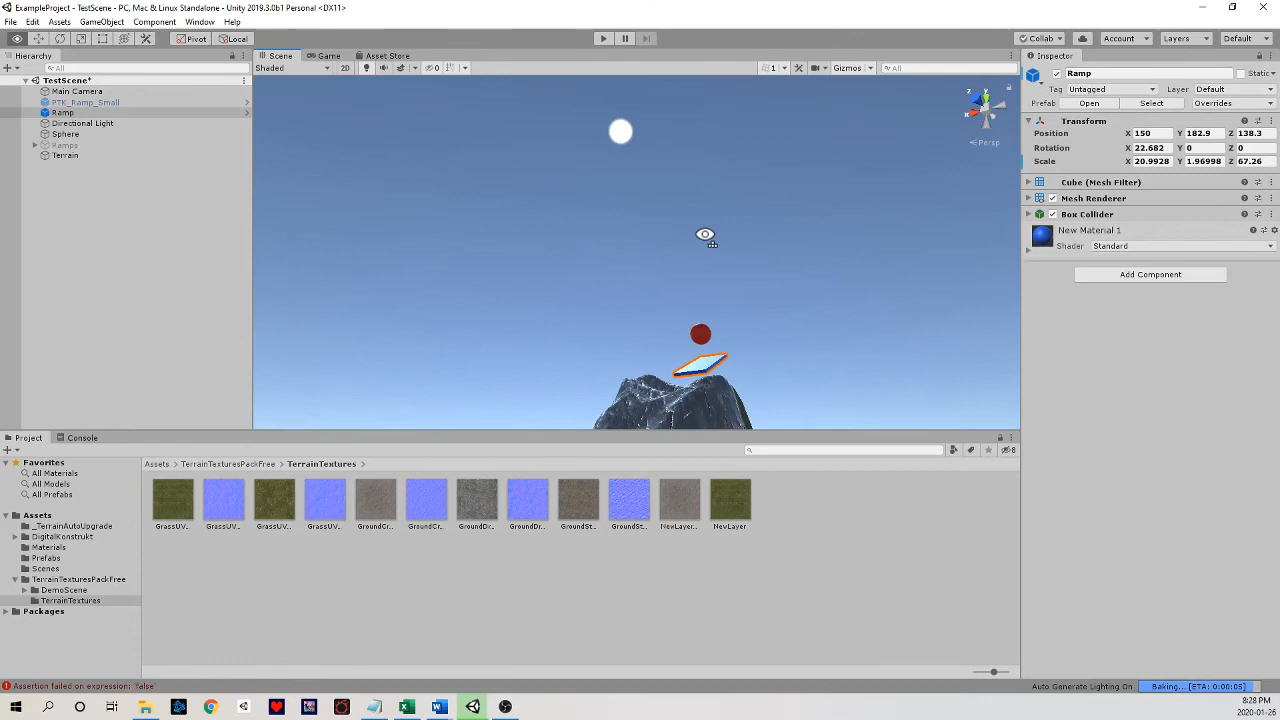 ExampleProject - TestScene - PC, Mac & Linux Standalone - Unity 2019.3.0b1 Personal <DX11>
File Edit Assets GameObject Component Window Help
Pivot Local Collab Account Layers Default
Hierarchy Scene Game Asset Store Inspector
All Shaded 2D 0 1 Gizmos All Ramp Static
TestScene*
Main Camera
PTK_Ramp_Small
Ramp
Directional Light
Sphere
Ramps
Terrain
Persp
Tag Untagged Layer Default
Prefab Open Select Overrides
Transform
Position X 150 Y 182.9 Z 138.3
Rotation X 22.682 Y 0 Z 0
Scale X 20.9928 Y 1.96998 Z 67.26
Cube (Mesh Filter)
Mesh Renderer
Box Collider
New Material 1
Shader Standard
Add Component
Project Console
8
Favorites
All Materials
All Models
All Prefabs
Assets
_TerrainAutoUpgrade
DigitalKonstrukt
Materials
Prefabs
Scenes
TerrainTexturesPackFree
DemoScene
TerrainTextures
Packages
Assets > TerrainTexturesPackFree > TerrainTextures >
GrassUV... GrassUV... GrassUV... GrassUV... GroundCr... GroundCr... GroundDr... GroundDr... GroundSt... GroundSt... NewLayer... NewLayer
Assertion failed on expression: 'false'
Auto Generate Lighting On Baking... [ETA: 0:00:05]
8:28 PM
2020-01-26